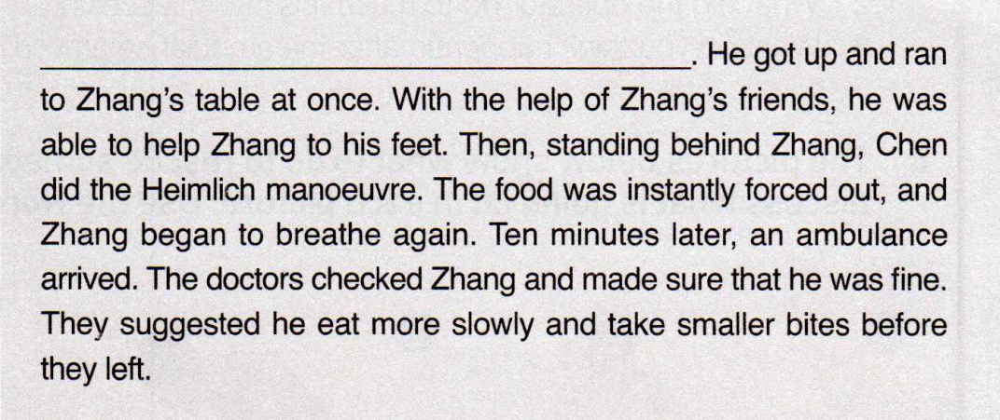 ____________________. He got up and ran
to Zhang's table at once. With the help of Zhang's friends, he was
able to help Zhang to his feet. Then, standing behind Zhang, Chen
did the Heimlich manoeuvre. The food was instantly forced out, and
Zhang began to breathe again. Ten minutes later, an ambulance
arrived. The doctors checked Zhang and made sure that he was fine.
They suggested he eat more slowly and take smaller bites before
they left.